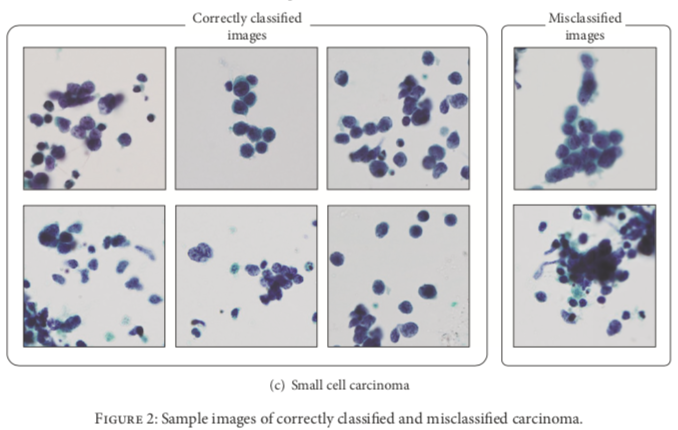 Correctly classified
images
Misclassified
images
(c) Small cell carcinoma
FIGURE 2: Sample images of correctly classified and misclassified carcinoma.